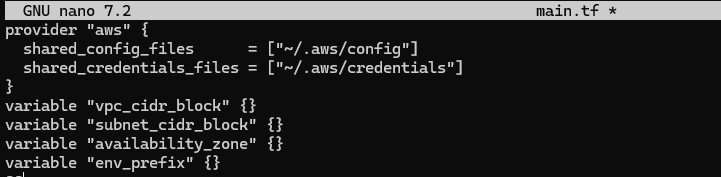 GNU nano 7.2 main.tf *
provider "aws" {
shared_config_files = ["~/.aws/config"]
shared_credentials_files = ["~/.aws/credentials"]
}
variable "vpc_cidr_block" {}
variable "subnet_cidr_block" {}
variable "availability_zone" {}
variable "env_prefix" {}